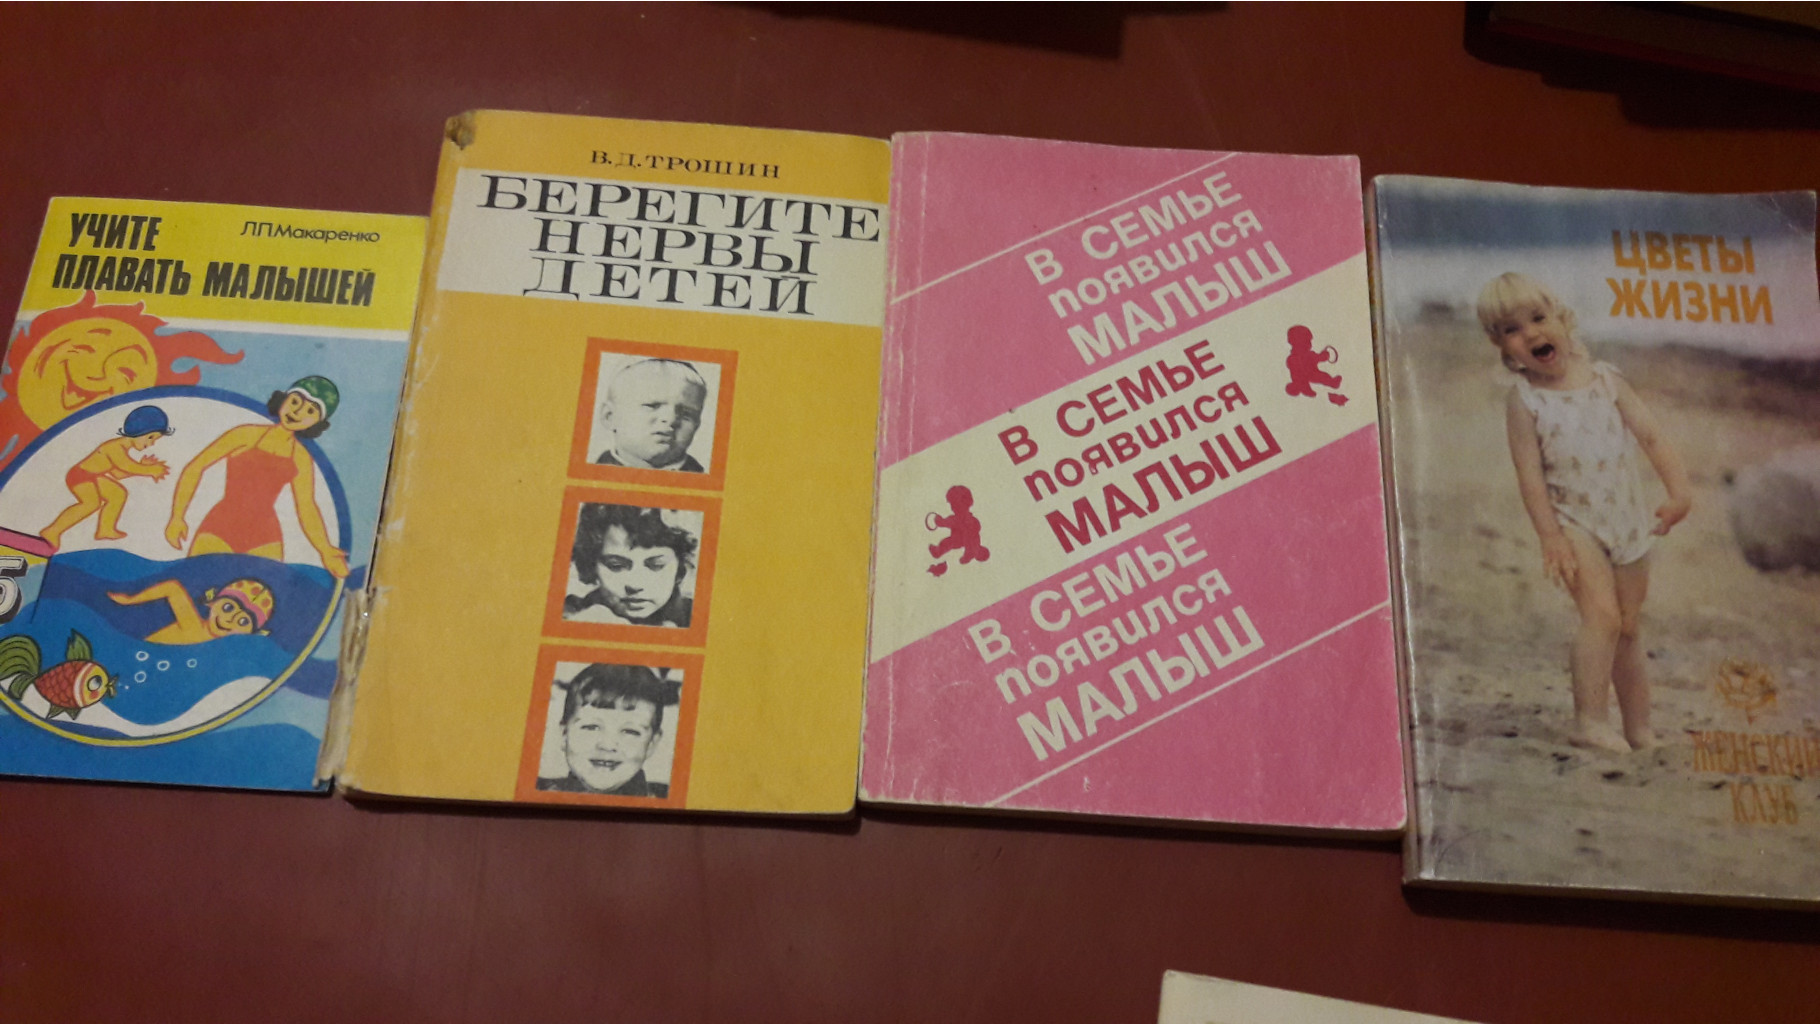 УЧИТЕ
Л.П.Макаренко
ПЛАВАТЬ МАЛЫШЕЙ
В. Д. ТРОШИН
БЕРЕГИТЕ
НЕРВЫ
ДЕТЕЙ
В СЕМЬЕ
ПОЯВИЛСЯ
МАЛЫШ
В СЕМЬЕ
ПОЯВИЛСЯ
МАЛЫШ
В СЕМЬЕ
ПОЯВИЛСЯ
МАЛЫШ
ЦВЕТЫ
ЖИЗНИ
ЖЕНСКИЙ
КЛУБ